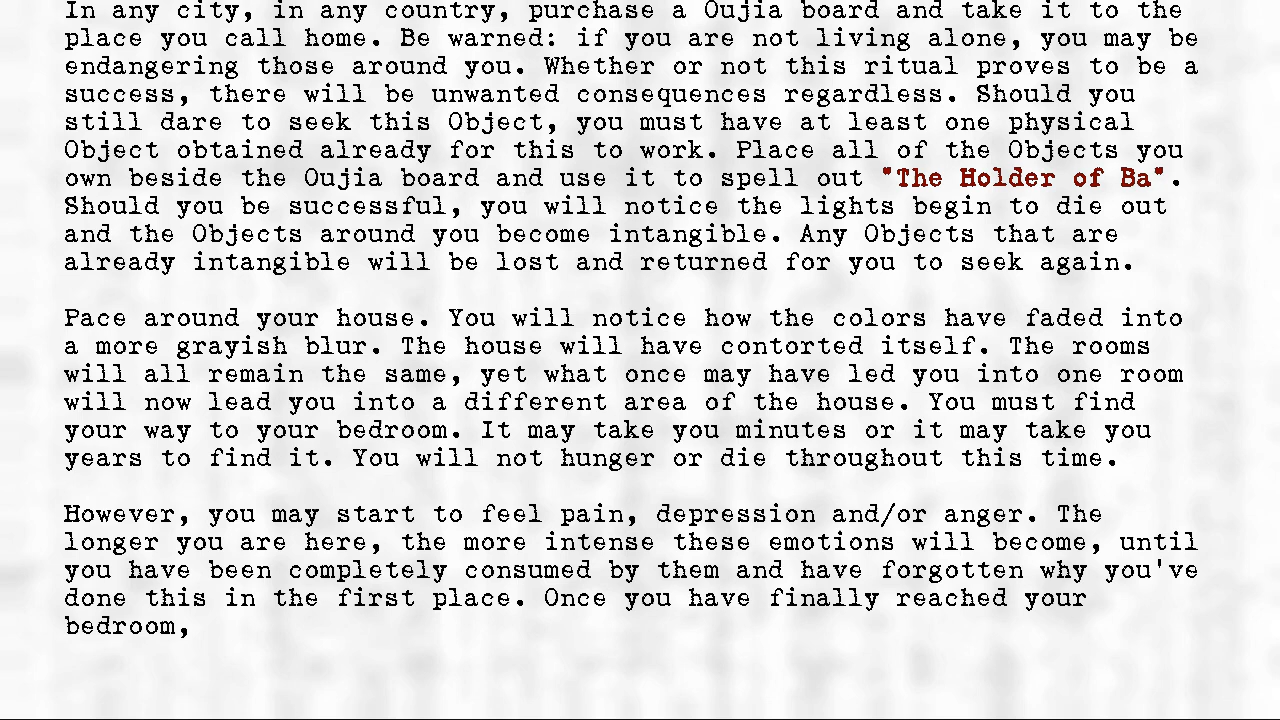 In any city, in any country, purchase a Oujia board and take it to the
place you call home. Be warned: if you are not living alone, you may be
endangering those around you. Whether or not this ritual proves to be a
success, there will be unwanted consequences regardless. Should you
still dare to seek this Object, you must have at least one physical
Object obtained already for this to work. Place all of the Objects you
own beside the Oujia board and use it to spell out "The Holder of Ba".
Should you be successful, you will notice the lights begin to die out
and the Objects around you become intangible. Any Objects that are
already intangible will be lost and returned for you to seek again.

Pace around your house. You will notice how the colors have faded into
a more grayish blur. The house will have contorted itself. The rooms
will all remain the same, yet what once may have led you into one room
will now lead you into a different area of the house. You must find
your way to your bedroom. It may take you minutes or it may take you
years to find it. You will not hunger or die throughout this time.

However, you may start to feel pain, depression and/or anger. The
longer you are here, the more intense these emotions will become, until
you have been completely consumed by them and have forgotten why you've
done this in the first place. Once you have finally reached your
bedroom,